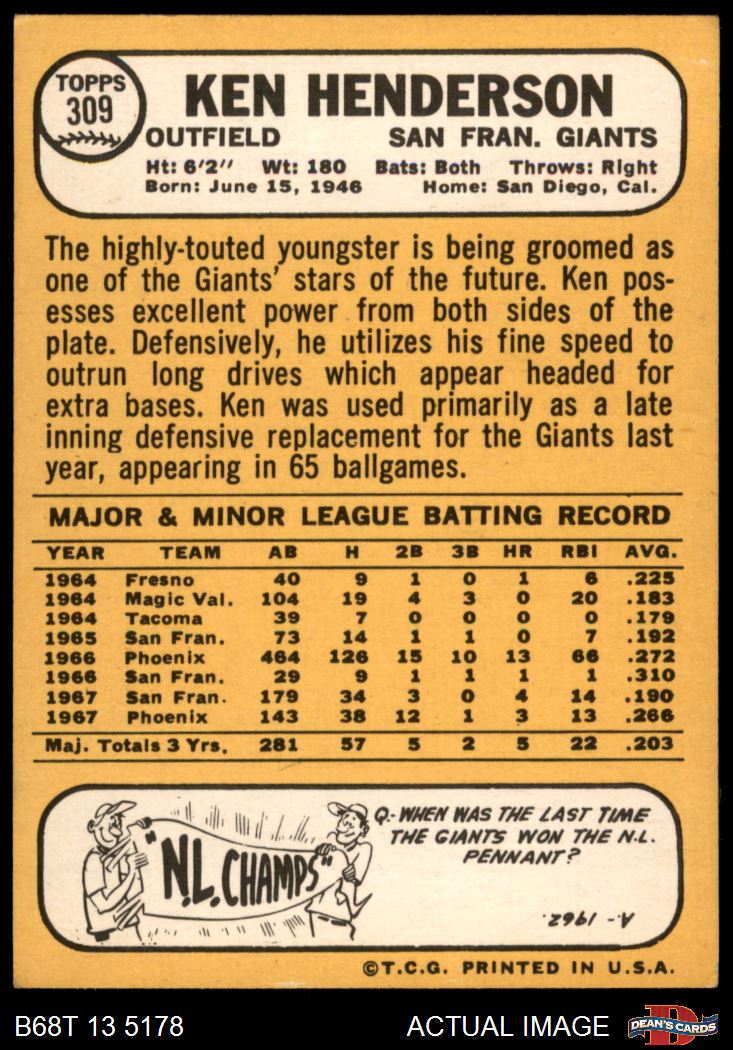 TOPPS
309
KEN HENDERSON
OUTFIELD SAN FRAN. GIANTS
Ht: 6'2" Wt: 180 Bats: Both Throws: Right
Born: June 15, 1946 Home: San Diego, Cal.
The highly-touted youngster is being groomed as
one of the Giants' stars of the future. Ken pos-
esses excellent power from both sides of the
plate. Defensively, he utilizes his fine speed to
outrun long drives which appear headed for
extra bases. Ken was used primarily as a late
inning defensive replacement for the Giants last
year, appearing in 65 ballgames.
MAJOR & MINOR LEAGUE BATTING RECORD
YEAR TEAM AB H 2B 3B HR RBI AVG.
1964 Fresno 40 9 1 0 1 6 .225
1964 Magic Val. 104 19 4 3 0 20 .183
1964 Tacoma 39 7 0 0 0 0 .179
1965 San Fran. 73 14 1 1 0 7 .192
1966 Phoenix 464 126 15 10 13 66 .272
1966 San Fran. 29 9 1 1 1 1 .310
1967 San Fran. 179 34 3 0 4 14 .190
1967 Phoenix 143 38 12 1 3 13 .266
Maj. Totals 3 Yrs. 281 57 5 2 5 22 .203
"N.L. CHAMPS"
Q.- WHEN WAS THE LAST TIME
THE GIANTS WON THE N.L.
PENNANT?
A.- 1962.
©T.C.G. PRINTED IN U.S.A.
B68T 13 5178 ACTUAL IMAGE
D
DEAN'S CARDS